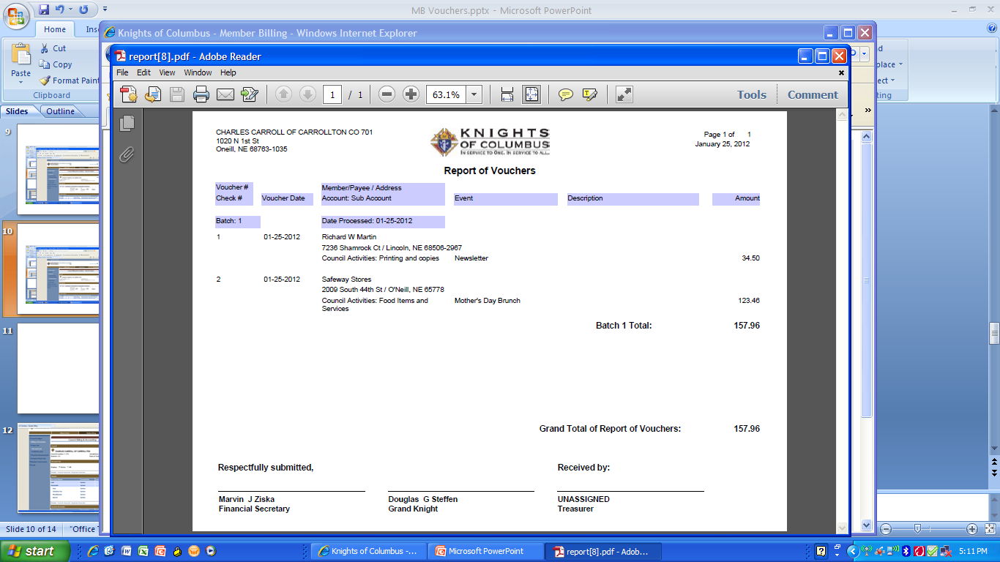 MB Vouchers.pptx - Microsoft PowerPoint
Home
Ins
Cut
Copy
Format Paint
Paste
Clipboard
Slides
Outline
9
10
11
12
Slide 10 of 14
"Office T
Knights of Columbus - Member Billing - Windows Internet Explorer
report[8].pdf - Adobe Reader
File Edit View Window Help
1 / 1
63.1%
Tools
Comment
CHARLES CARROLL OF CARROLLTON CO 701
1020 N 1st St
Oneill, NE 68763-1035
KNIGHTS
OF COLUMBUS
IN SERVICE TO ONE. IN SERVICE TO ALL.
Page 1 of 1
January 25, 2012
Report of Vouchers
Voucher # Member/Payee / Address
Check # Voucher Date Account: Sub Account Event Description Amount
Batch: 1 Date Processed: 01-25-2012
1 01-25-2012 Richard W Martin
7236 Shamrock Ct / Lincoln, NE 68506-2967
Council Activities: Printing and copies Newsletter 34.50
2 01-25-2012 Safeway Stores
2009 South 44th St / O'Neill, NE 65778
Council Activities: Food Items and Mother's Day Brunch 123.46
Services
Batch 1 Total: 157.96
Grand Total of Report of Vouchers: 157.96
Respectfully submitted, Received by:
Marvin J Ziska Douglas G Steffen UNASSIGNED
Financial Secretary Grand Knight Treasurer
d
place
ect
ting
start
Knights of Columbus -...
Microsoft PowerPoint
report[8].pdf - Adob...
5:11 PM